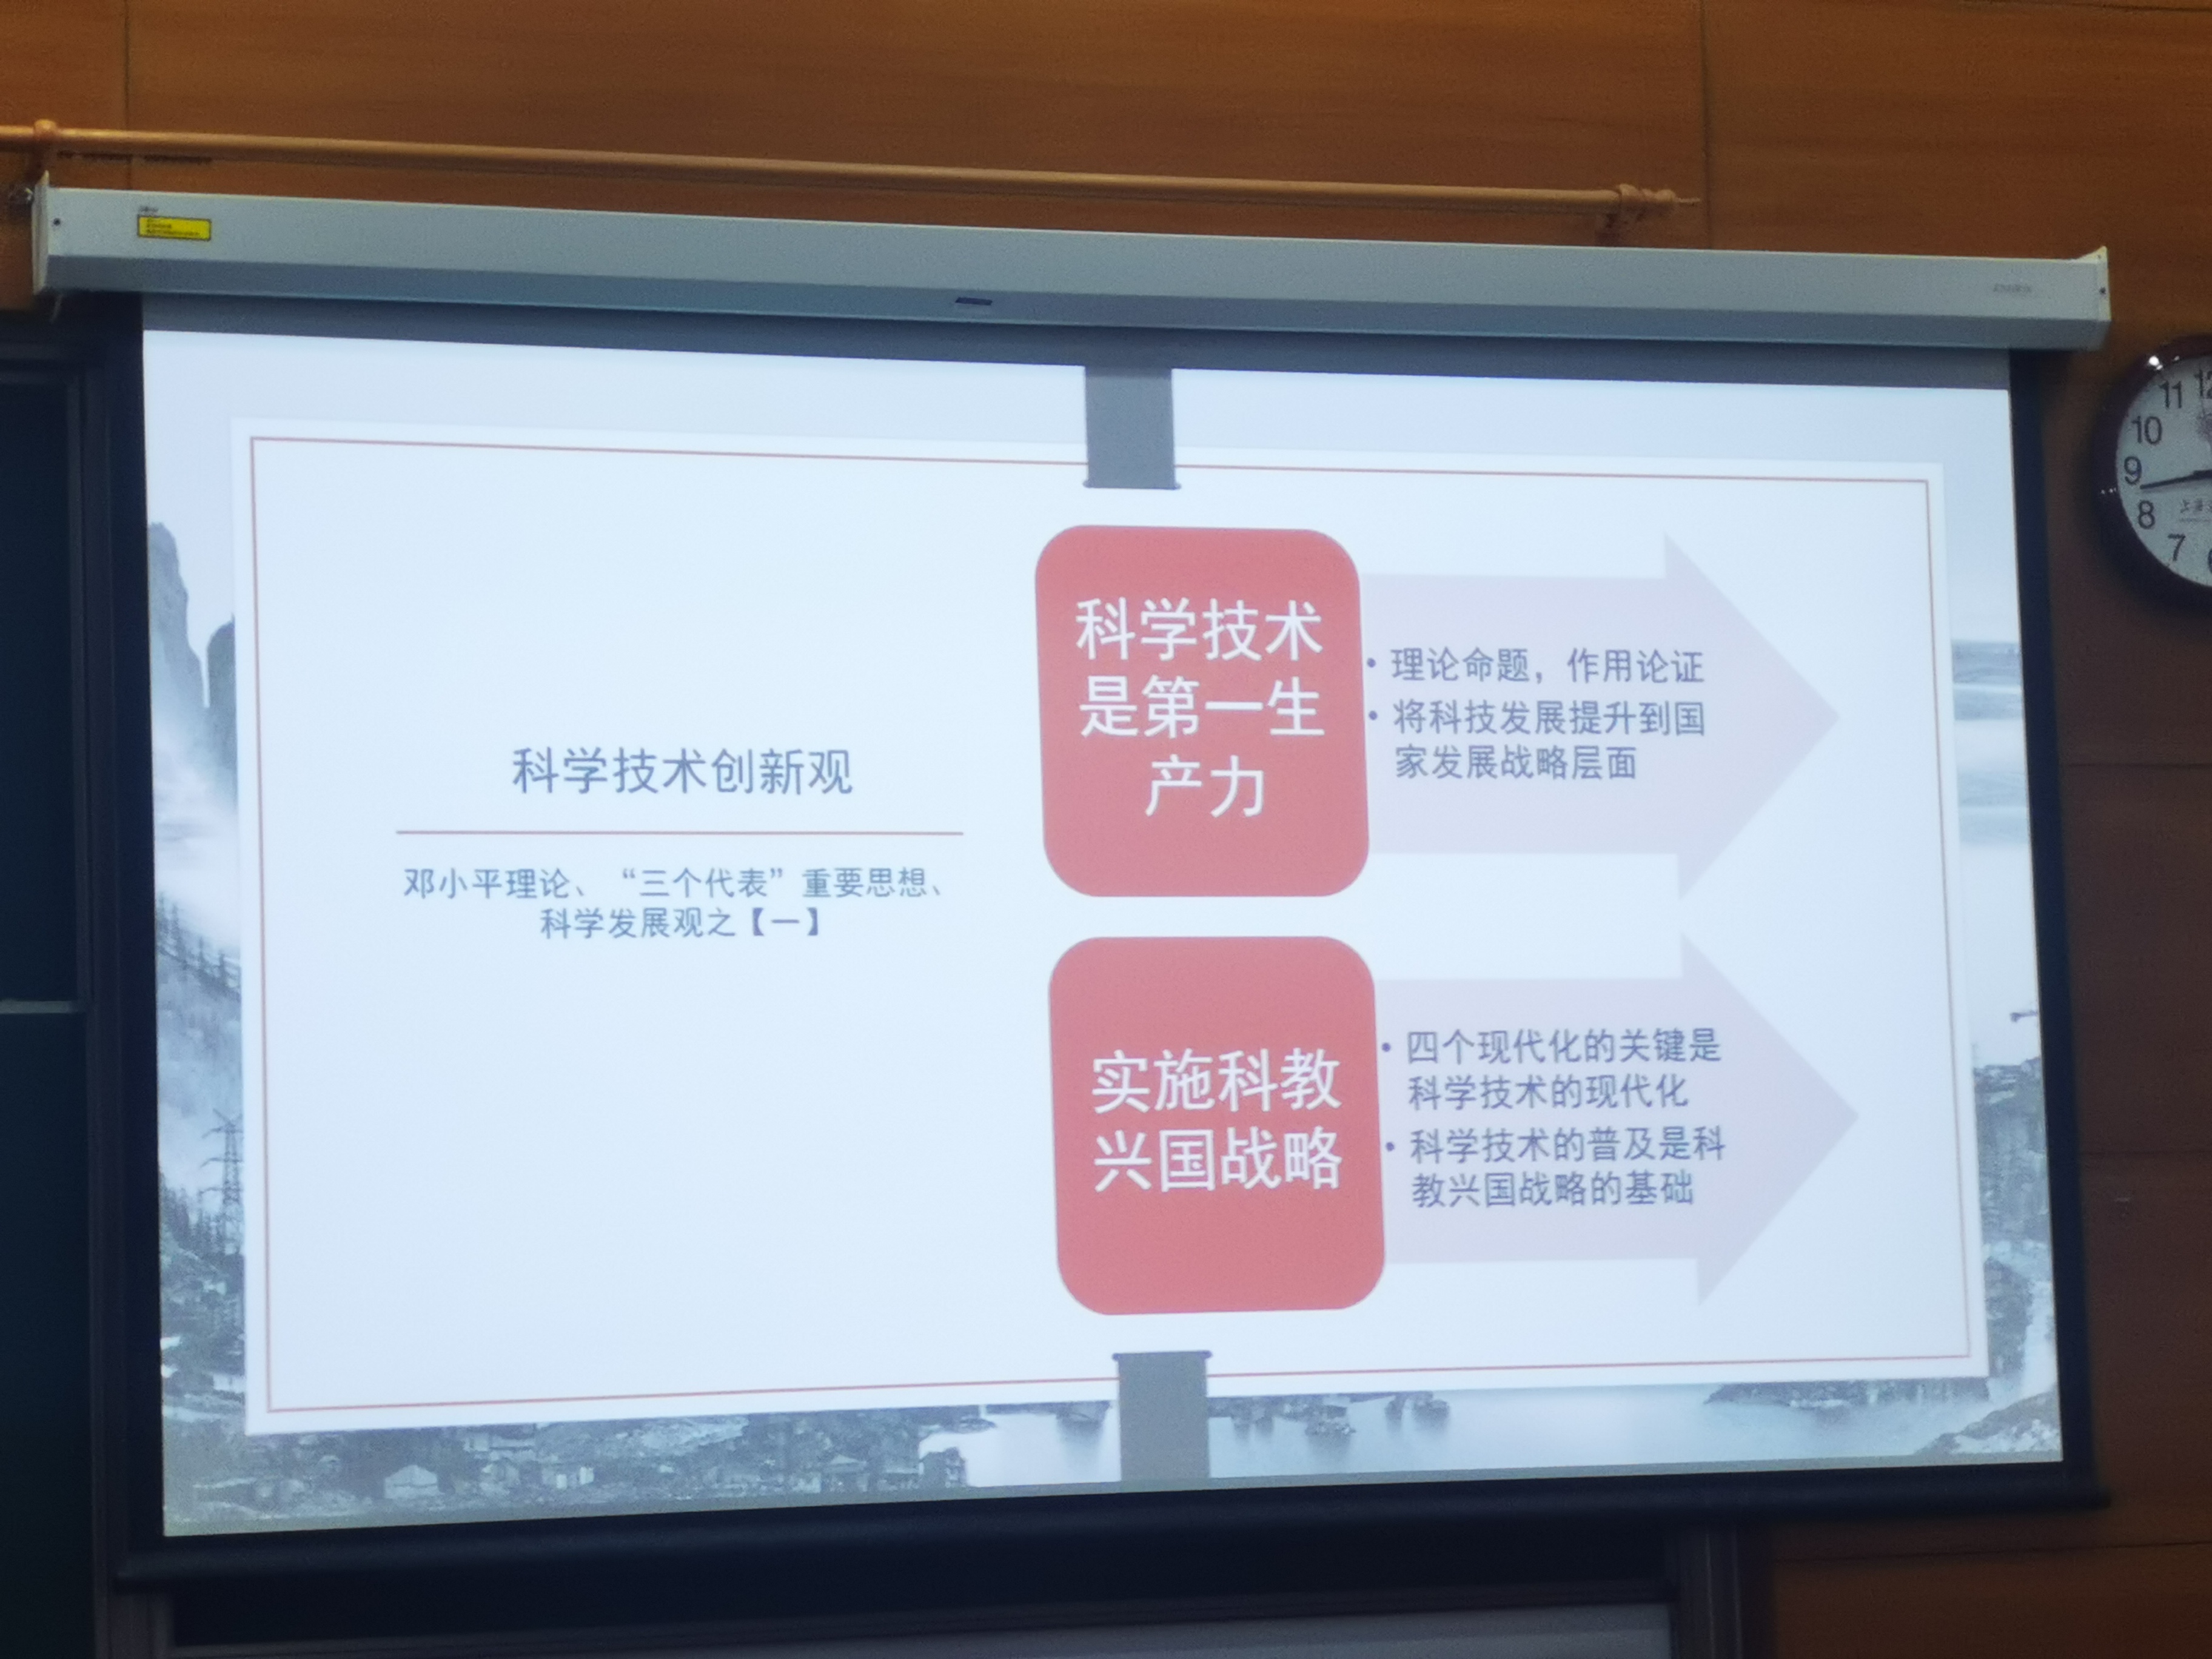 科学技术创新观
邓小平理论、“三个代表”重要思想、
科学发展观之【一】
科学技术
是第一生
产力
• 理论命题，作用论证
• 将科技发展提升到国
家发展战略层面
实施科教
兴国战略
• 四个现代化的关键是
科学技术的现代化
• 科学技术的普及是科
教兴国战略的基础
11
10
9
8
7